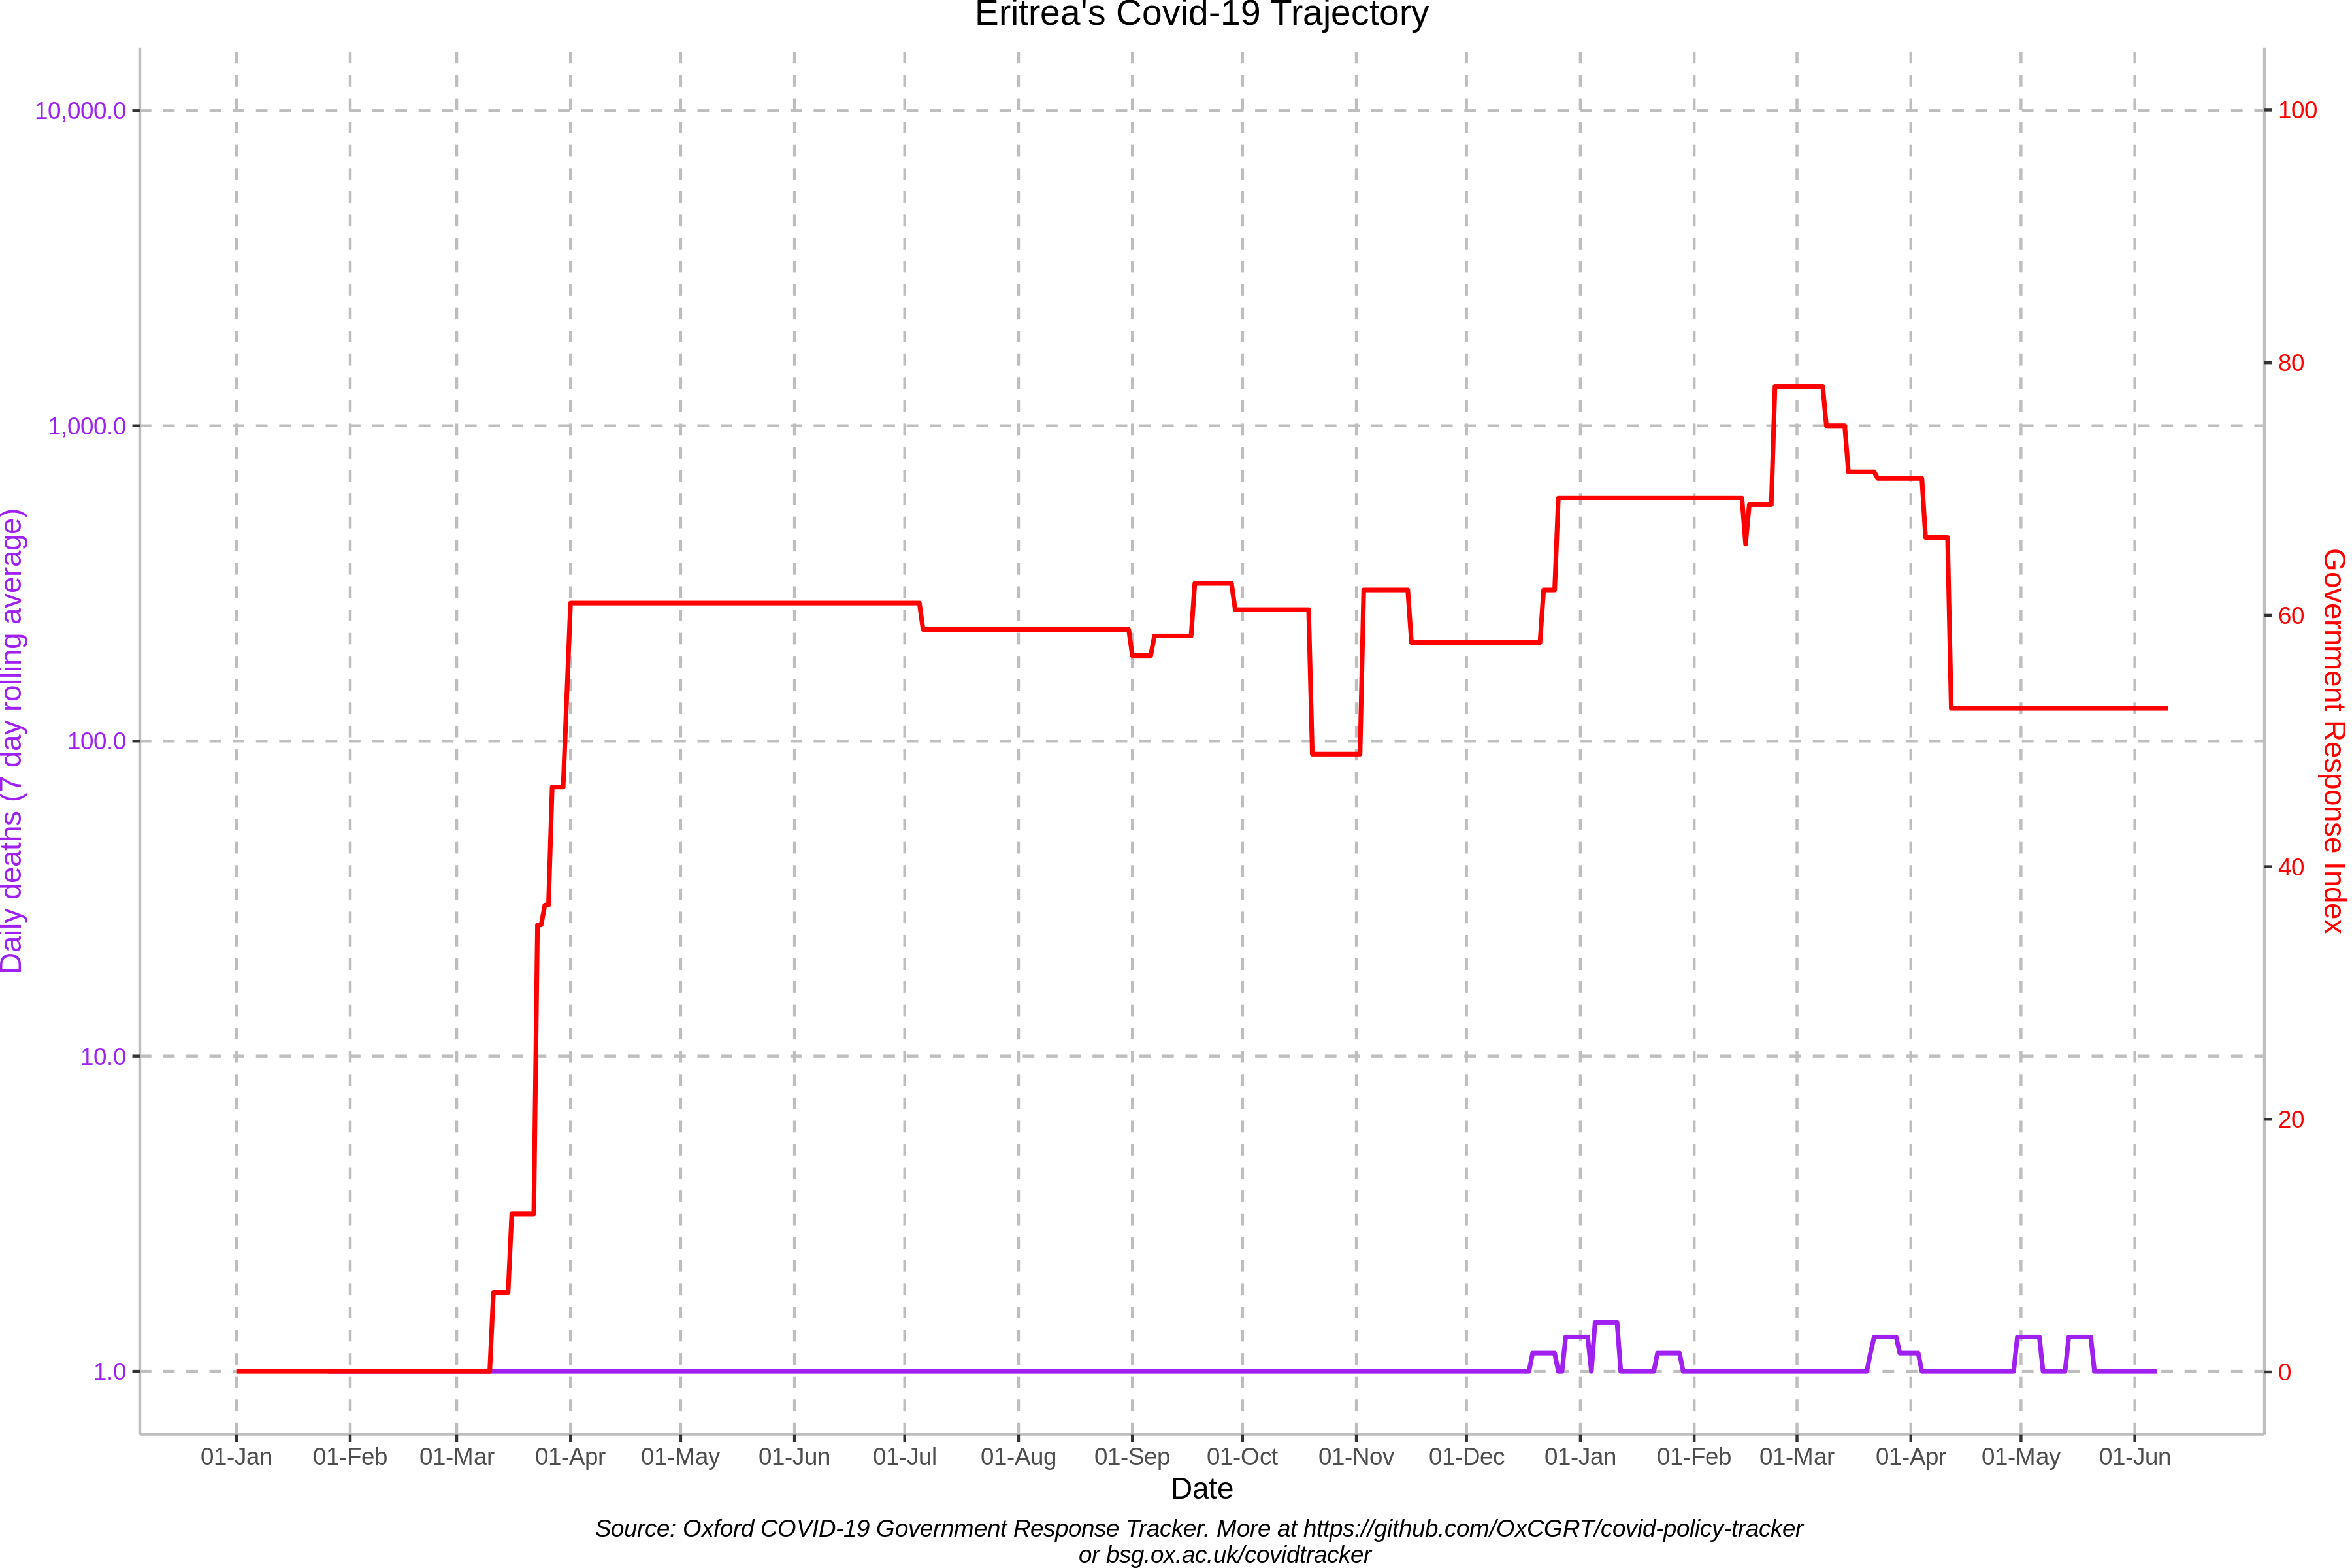 Eritrea's Covid-19 Trajectory
10,000.0
1,000.0
100.0
10.0
1.0
Daily deaths (7 day rolling average)
100
80
60
40
20
0
Government Response Index
01-Jan 01-Feb 01-Mar 01-Apr 01-May 01-Jun 01-Jul 01-Aug 01-Sep 01-Oct 01-Nov 01-Dec 01-Jan 01-Feb 01-Mar 01-Apr 01-May 01-Jun
Date
Source: Oxford COVID-19 Government Response Tracker. More at https://github.com/OxCGRT/covid-policy-tracker
or bsg.ox.ac.uk/covidtracker